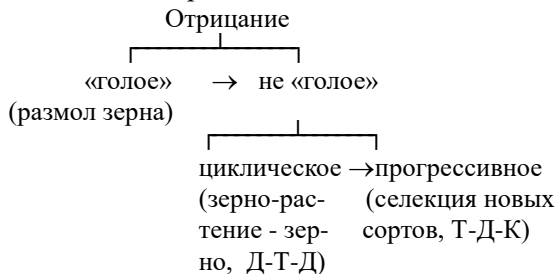 Отрицание
«голое» → не «голое»
(размол зерна)
циклическое → прогрессивное
(зерно-рас- (селекция новых
тение - зер- сортов, Т-Д-К)
но, Д-Т-Д)